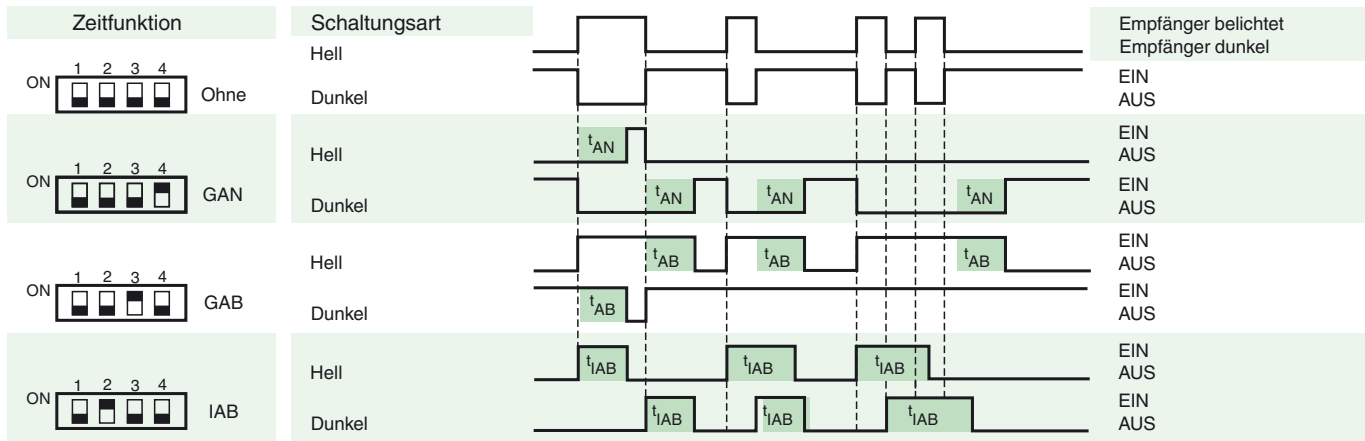 Zeitfunktion Schaltungsart Empfänger belichtet
Hell Empfänger dunkel
ON 1 2 3 4 Ohne EIN
Dunkel AUS
Hell tAN EIN
AUS
ON 1 2 3 4 GAN
Dunkel tAN tAN tAN EIN
AUS
Hell tAB tAB tAB EIN
AUS
ON 1 2 3 4 GAB
Dunkel tAB EIN
AUS
Hell tIAB tIAB tIAB EIN
AUS
ON 1 2 3 4 IAB
Dunkel tIAB tIAB tIAB EIN
AUS